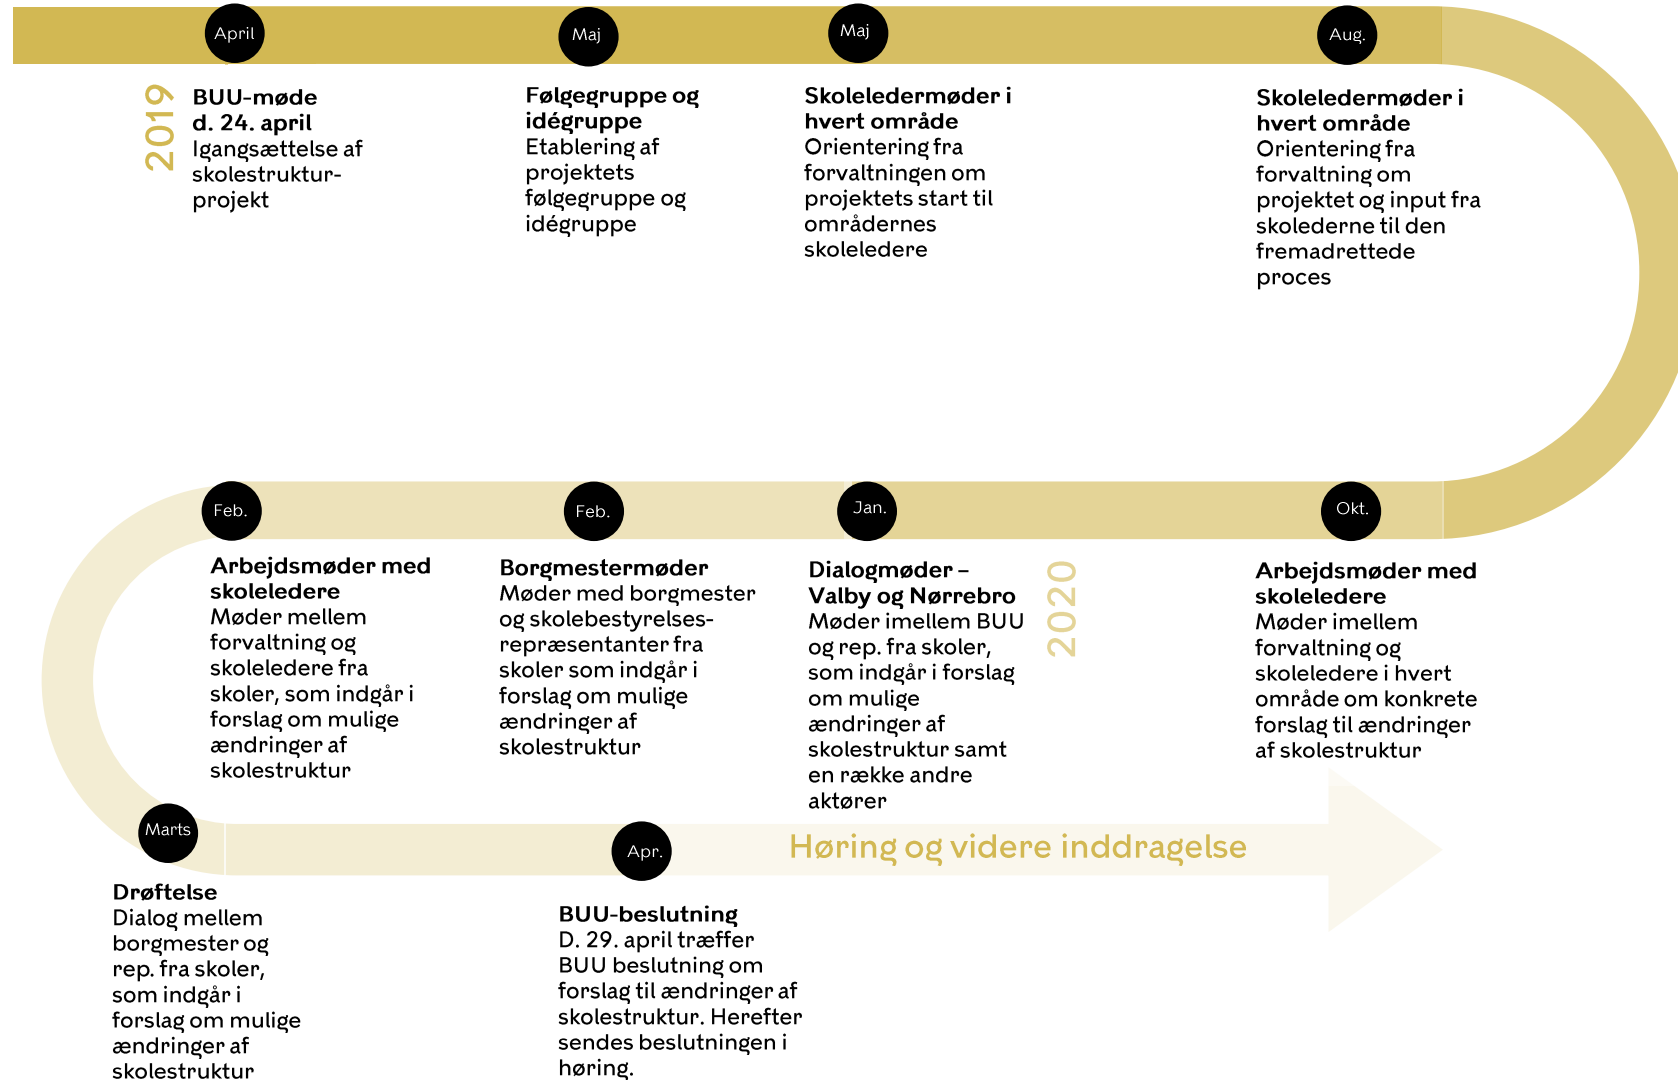 April
2019
BUU-møde
d. 24. april
Igangsættelse af
skolestruktur-
projekt
Maj
Følgegruppe og
idégruppe
Etablering af
projektets
følgegruppe og
idégruppe
Maj
Skoleledermøder i
hvert område
Orientering fra
forvaltningen om
projektets start til
områdernes
skoleledere
Aug.
Skoleledermøder i
hvert område
Orientering fra
forvaltning om
projektet og input fra
skolederne til den
fremadrettede
proces
Okt.
Arbejdsmøder med
skoleledere
Møder imellem
forvaltning og
skoleledere i hvert
område om konkrete
forslag til ændringer
af skolestruktur
2020
Jan.
Dialogmøder –
Valby og Nørrebro
Møder imellem BUU
og rep. fra skoler,
som indgår i forslag
om mulige
ændringer af
skolestruktur samt
en række andre
aktører
Feb.
Borgmestermøder
Møder med borgmester
og skolebestyrelses-
repræsentanter fra
skoler som indgår i
forslag om mulige
ændringer af
skolestruktur
Feb.
Arbejdsmøder med
skoleledere
Møder mellem
forvaltning og
skoleledere fra
skoler, som indgår i
forslag om mulige
ændringer af
skolestruktur
Marts
Drøftelse
Dialog mellem
borgmester og
rep. fra skoler,
som indgår i
forslag om mulige
ændringer af
skolestruktur
Apr.
BUU-beslutning
D. 29. april træffer
BUU beslutning om
forslag til ændringer af
skolestruktur. Herefter
sendes beslutningen i
høring.
Høring og videre inddragelse